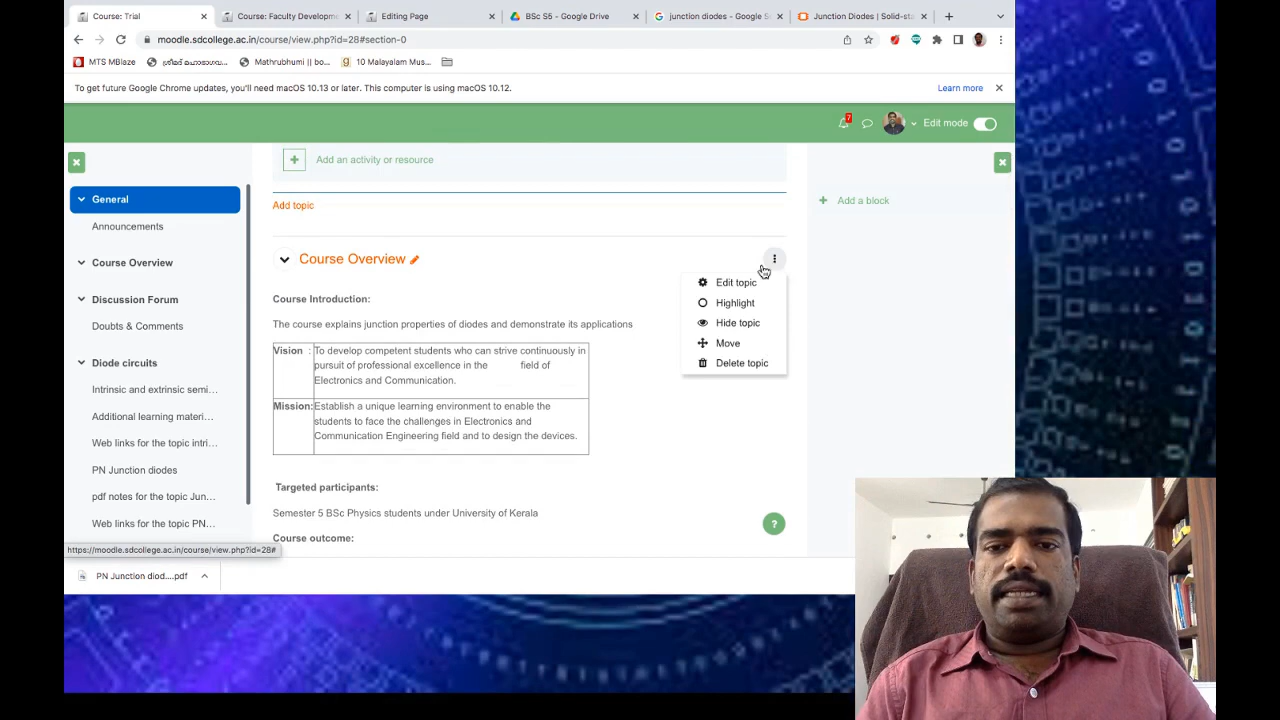 Course: Trial
Course: Faculty Developm
Editing Page
BSc S5 - Google Drive
junction diodes - Google S
Junction Diodes | Solid-sta
moodle.sdcollege.ac.in/course/view.php?id=28#section-0
MTS MBlaze
ശ്രീമദ് മഹാഭാഗവ...
Mathrubhumi || bo...
10 Malayalam Mus...
To get future Google Chrome updates, you'll need macOS 10.13 or later. This computer is using macOS 10.12.
Learn more
7
Edit mode
Add an activity or resource
General
Add a block
Add topic
Announcements
Course Overview
Course Overview
Edit topic
Highlight
Hide topic
Move
Delete topic
Discussion Forum
Doubts & Comments
Diode circuits
Intrinsic and extrinsic semi...
Additional learning materi...
Web links for the topic intri...
PN Junction diodes
pdf notes for the topic Jun...
Web links for the topic PN...
Course Introduction:
The course explains junction properties of diodes and demonstrate its applications
Vision : To develop competent students who can strive continuously in
pursuit of professional excellence in the field of
Electronics and Communication.
Mission: Establish a unique learning environment to enable the
students to face the challenges in Electronics and
Communication Engineering field and to design the devices.
Targeted participants:
Semester 5 BSc Physics students under University of Kerala
Course outcome:
?
https://moodle.sdcollege.ac.in/course/view.php?id=28#
PN Junction diod....pdf